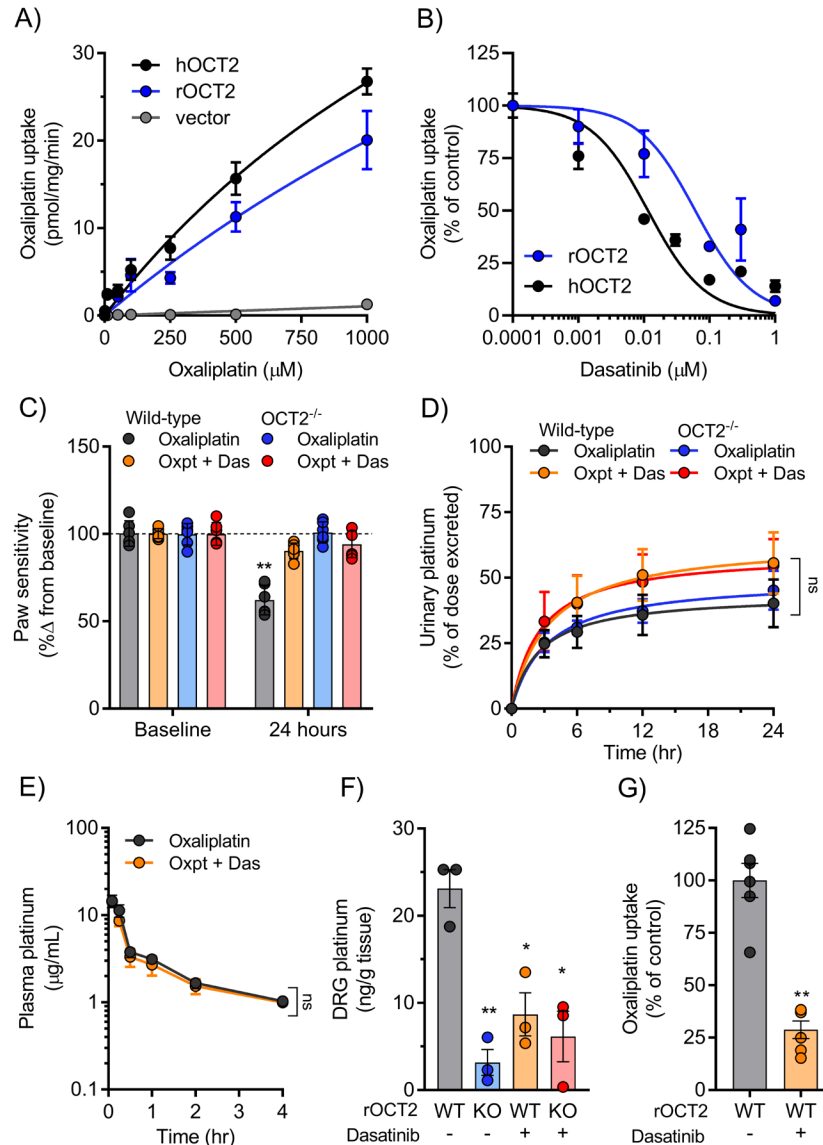 A)
Oxaliplatin uptake
(pmol/mg/min)
30
20
10
0
hOCT2
rOCT2
vector
0
250
500
750
1000
Oxaliplatin (μM)
B)
Oxaliplatin uptake
(% of control)
125
100
75
50
25
0
rOCT2
hOCT2
0.0001
0.001
0.01
0.1
1
Dasatinib (μM)
C)
Wild-type
OCT2-/-
Oxaliplatin
Oxaliplatin
Oxpt + Das
Oxpt + Das
Paw sensitivity
(%Δ from baseline)
150
100
50
0
**
Baseline
24 hours
D)
Wild-type
OCT2-/-
Oxaliplatin
Oxaliplatin
Oxpt + Das
Oxpt + Das
Urinary platinum
(% of dose excreted)
100
75
50
25
0
ns
0
6
12
18
24
Time (hr)
E)
Plasma platinum
(μg/mL)
100
10
1
0.1
Oxaliplatin
Oxpt + Das
ns
0
1
2
3
4
Time (hr)
F)
DRG platinum
(ng/g tissue)
30
20
10
0
**
*
*
rOCT2 WT KO WT KO
Dasatinib - - + +
G)
Oxaliplatin uptake
(% of control)
125
100
75
50
25
0
**
rOCT2 WT WT
Dasatinib - +